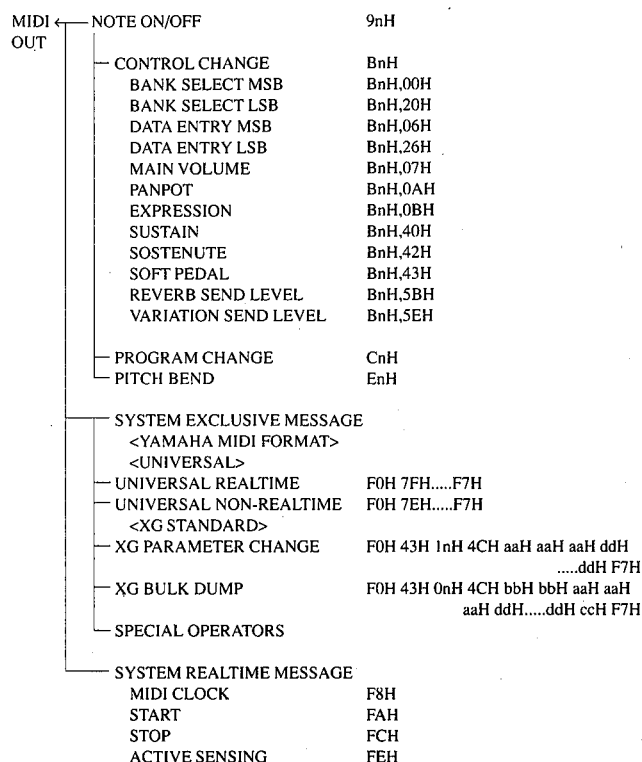 MIDI OUT NOTE ON/OFF 9nH
CONTROL CHANGE BnH
BANK SELECT MSB BnH,00H
BANK SELECT LSB BnH,20H
DATA ENTRY MSB BnH,06H
DATA ENTRY LSB BnH,26H
MAIN VOLUME BnH,07H
PANPOT BnH,0AH
EXPRESSION BnH,0BH
SUSTAIN BnH,40H
SOSTENUTE BnH,42H
SOFT PEDAL BnH,43H
REVERB SEND LEVEL BnH,5BH
VARIATION SEND LEVEL BnH,5EH
PROGRAM CHANGE CnH
PITCH BEND EnH
SYSTEM EXCLUSIVE MESSAGE
<YAMAHA MIDI FORMAT>
<UNIVERSAL>
UNIVERSAL REALTIME F0H 7FH.....F7H
UNIVERSAL NON-REALTIME F0H 7EH.....F7H
<XG STANDARD>
XG PARAMETER CHANGE F0H 43H 1nH 4CH aaH aaH aaH ddH
.....ddH F7H
XG BULK DUMP F0H 43H 0nH 4CH bbH bbH aaH aaH
aaH ddH.....ddH ccH F7H
SPECIAL OPERATORS
SYSTEM REALTIME MESSAGE
MIDI CLOCK F8H
START FAH
STOP FCH
ACTIVE SENSING FEH